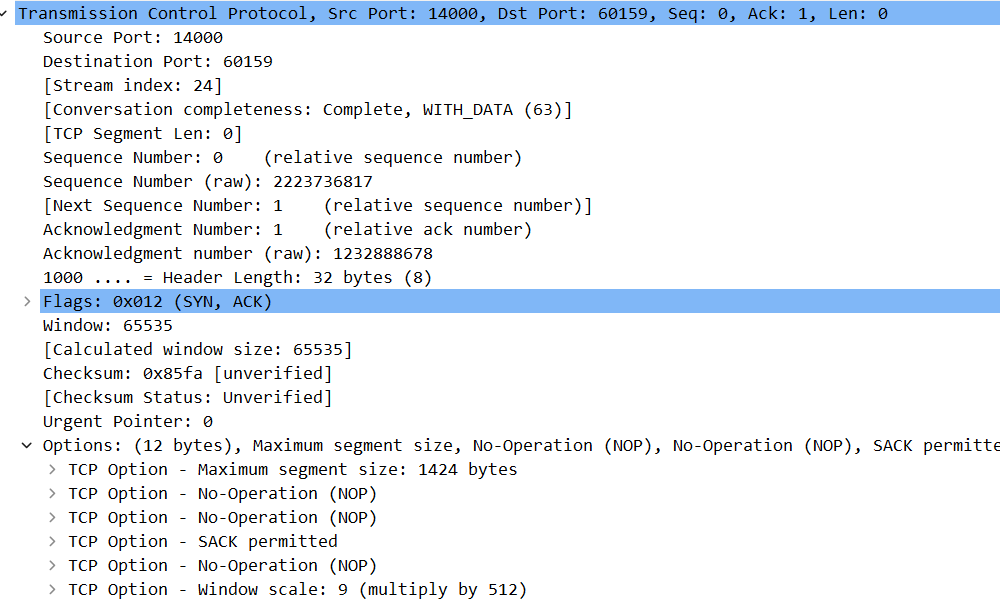 Transmission Control Protocol, Src Port: 14000, Dst Port: 60159, Seq: 0, Ack: 1, Len: 0
Source Port: 14000
Destination Port: 60159
[Stream index: 24]
[Conversation completeness: Complete, WITH_DATA (63)]
[TCP Segment Len: 0]
Sequence Number: 0    (relative sequence number)
Sequence Number (raw): 2223736817
[Next Sequence Number: 1    (relative sequence number)]
Acknowledgment Number: 1    (relative ack number)
Acknowledgment number (raw): 1232888678
1000 .... = Header Length: 32 bytes (8)
Flags: 0x012 (SYN, ACK)
Window: 65535
[Calculated window size: 65535]
Checksum: 0x85fa [unverified]
[Checksum Status: Unverified]
Urgent Pointer: 0
Options: (12 bytes), Maximum segment size, No-Operation (NOP), No-Operation (NOP), SACK permitte
TCP Option - Maximum segment size: 1424 bytes
TCP Option - No-Operation (NOP)
TCP Option - No-Operation (NOP)
TCP Option - SACK permitted
TCP Option - No-Operation (NOP)
TCP Option - Window scale: 9 (multiply by 512)